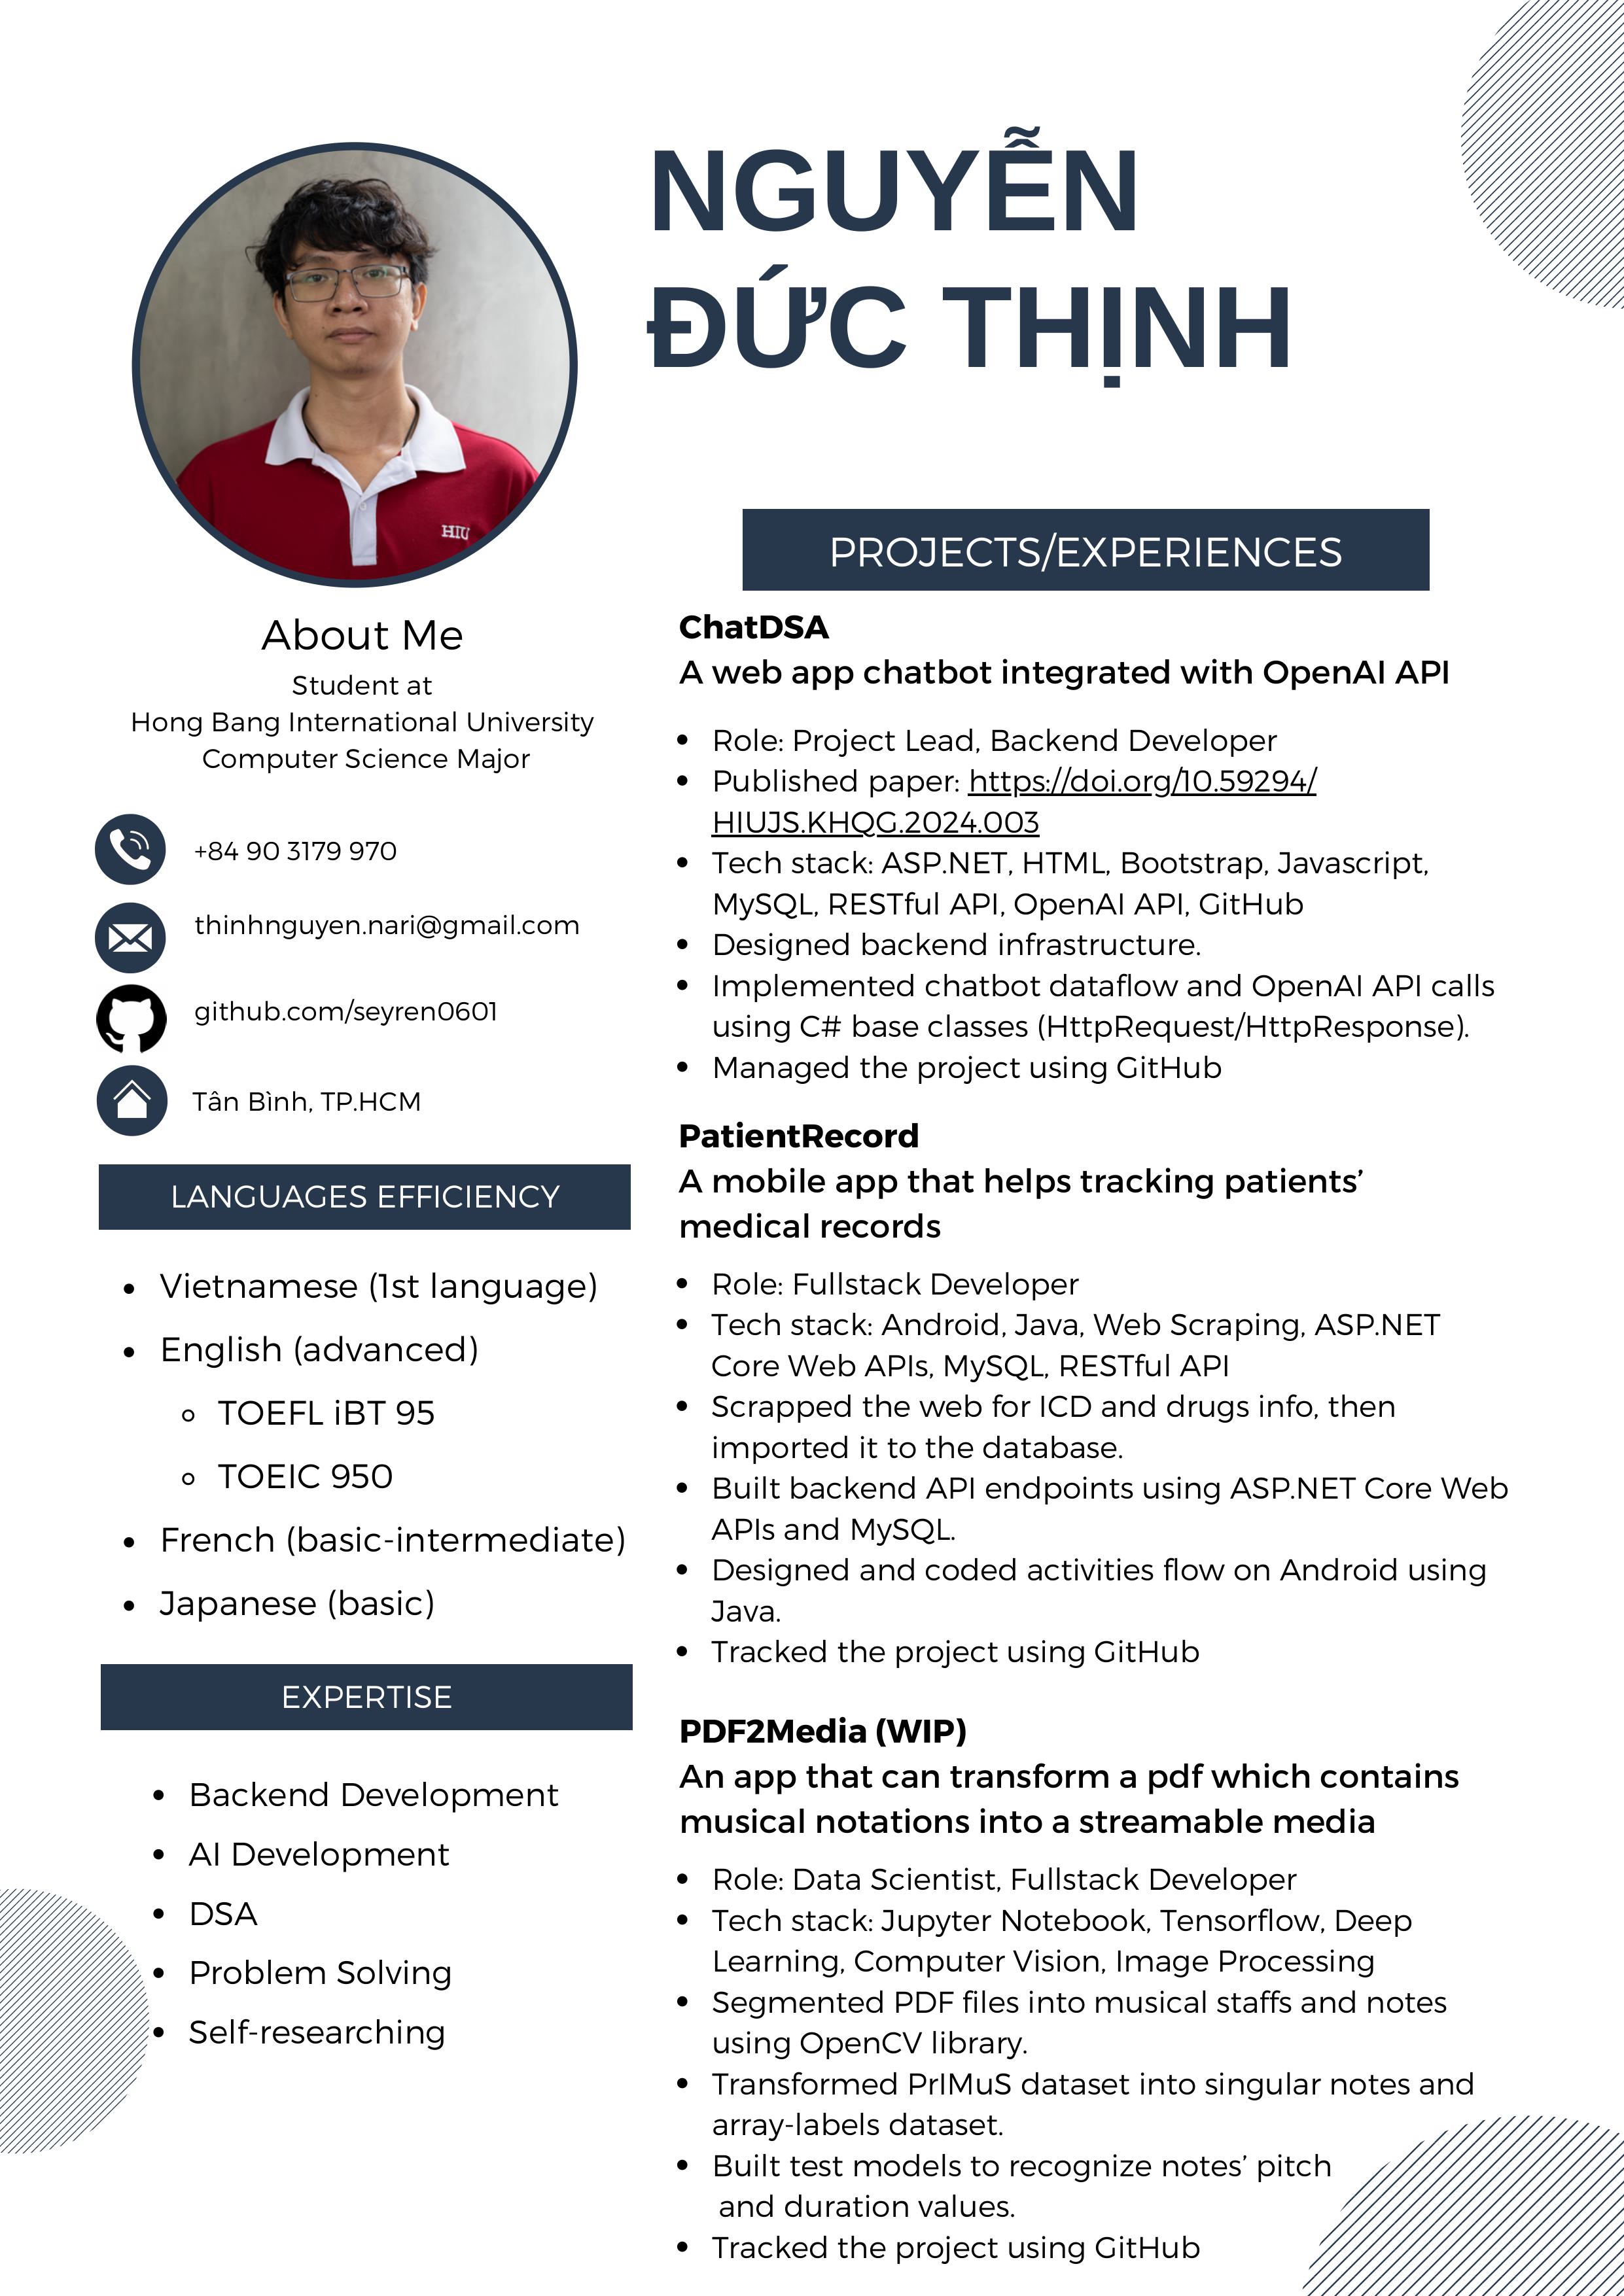 NGUYỄN
ĐỨC THỊNH
HIU
About Me
Student at
Hong Bang International University
Computer Science Major
+84 90 3179 970
thinhnguyen.nari@gmail.com
github.com/seyren0601
Tân Bình, TP.HCM
LANGUAGES EFFICIENCY
• Vietnamese (1st language)
• English (advanced)
◦ TOEFL iBT 95
◦ TOEIC 950
• French (basic-intermediate)
• Japanese (basic)
EXPERTISE
• Backend Development
• AI Development
• DSA
• Problem Solving
• Self-researching
PROJECTS/EXPERIENCES
ChatDSA
A web app chatbot integrated with OpenAI API
• Role: Project Lead, Backend Developer
• Published paper: https://doi.org/10.59294/
HIUJS.KHQG.2024.003
• Tech stack: ASP.NET, HTML, Bootstrap, Javascript,
MySQL, RESTful API, OpenAI API, GitHub
• Designed backend infrastructure.
• Implemented chatbot dataflow and OpenAI API calls
using C# base classes (HttpRequest/HttpResponse).
• Managed the project using GitHub
PatientRecord
A mobile app that helps tracking patients’
medical records
• Role: Fullstack Developer
• Tech stack: Android, Java, Web Scraping, ASP.NET
Core Web APIs, MySQL, RESTful API
• Scrapped the web for ICD and drugs info, then
imported it to the database.
• Built backend API endpoints using ASP.NET Core Web
APIs and MySQL.
• Designed and coded activities flow on Android using
Java.
• Tracked the project using GitHub
PDF2Media (WIP)
An app that can transform a pdf which contains
musical notations into a streamable media
• Role: Data Scientist, Fullstack Developer
• Tech stack: Jupyter Notebook, Tensorflow, Deep
Learning, Computer Vision, Image Processing
• Segmented PDF files into musical staffs and notes
using OpenCV library.
• Transformed PrIMuS dataset into singular notes and
array-labels dataset.
• Built test models to recognize notes’ pitch
and duration values.
• Tracked the project using GitHub